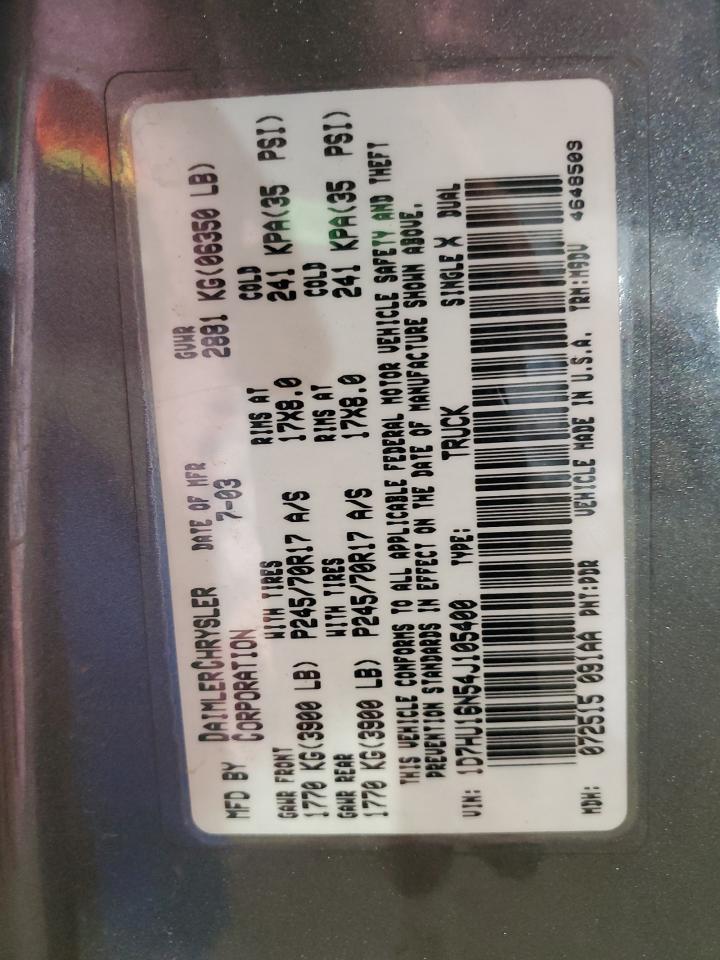 MFD BY DAIMLERCHRYSLER CORPORATION DATE OF MFR 7-03 GVWR 2881 KG(06350 LB)
GAWR FRONT WITH TIRES RIMS AT COLD
1770 KG(3900 LB) P245/70R17 A/S 17X8.0 241 KPA(35 PSI)
GAWR REAR WITH TIRES RIMS AT COLD
1770 KG(3900 LB) P245/70R17 A/S 17X8.0 241 KPA(35 PSI)
THIS VEHICLE CONFORMS TO ALL APPLICABLE FEDERAL MOTOR VEHICLE SAFETY AND THEFT
PREVENTION STANDARDS IN EFFECT ON THE DATE OF MANUFACTURE SHOWN ABOVE.
VIN: 1D7HU16N54J105400 TYPE: TRUCK SINGLE X DUAL
MDH: 072515 091AA PNT:PDR VEHICLE MADE IN U.S.A. TRM:M9DV 4648509